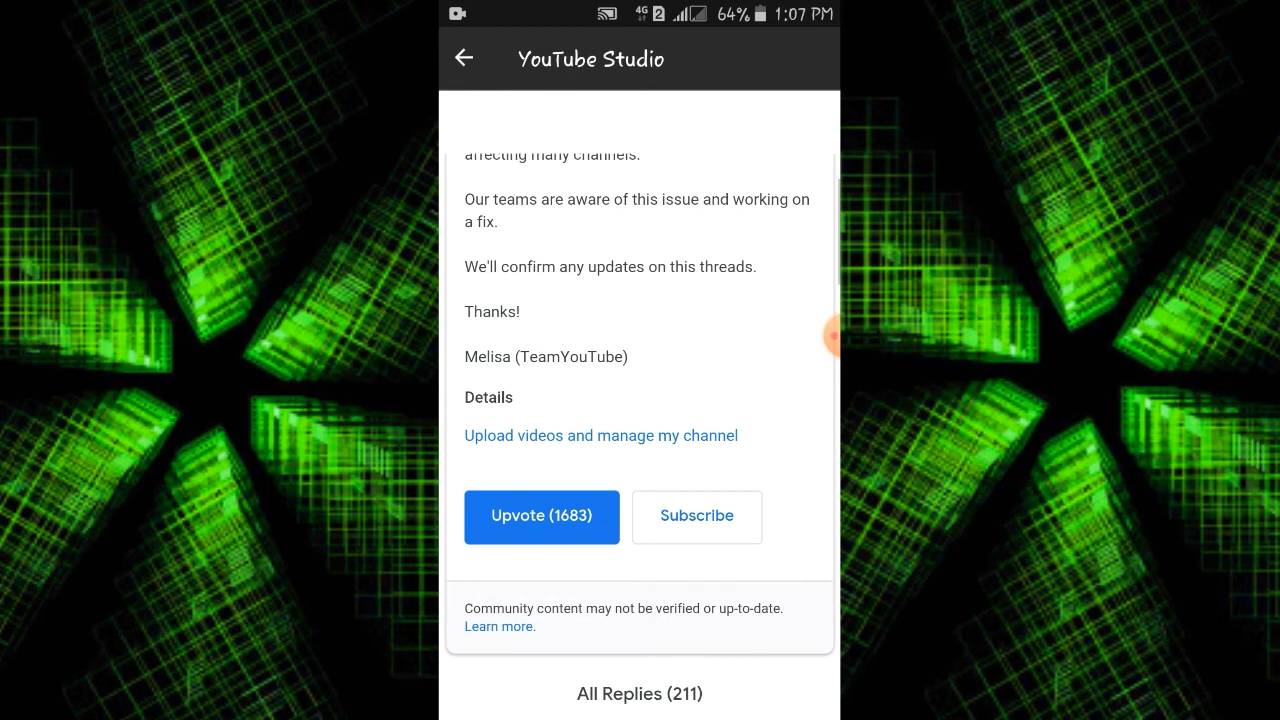 4G 2 64% 1:07 PM
YouTube Studio
affecting many channels.
Our teams are aware of this issue and working on
a fix.
We'll confirm any updates on this threads.
Thanks!
Melisa (TeamYouTube)
Details
Upload videos and manage my channel
Upvote (1683) Subscribe
Community content may not be verified or up-to-date.
Learn more.
All Replies (211)